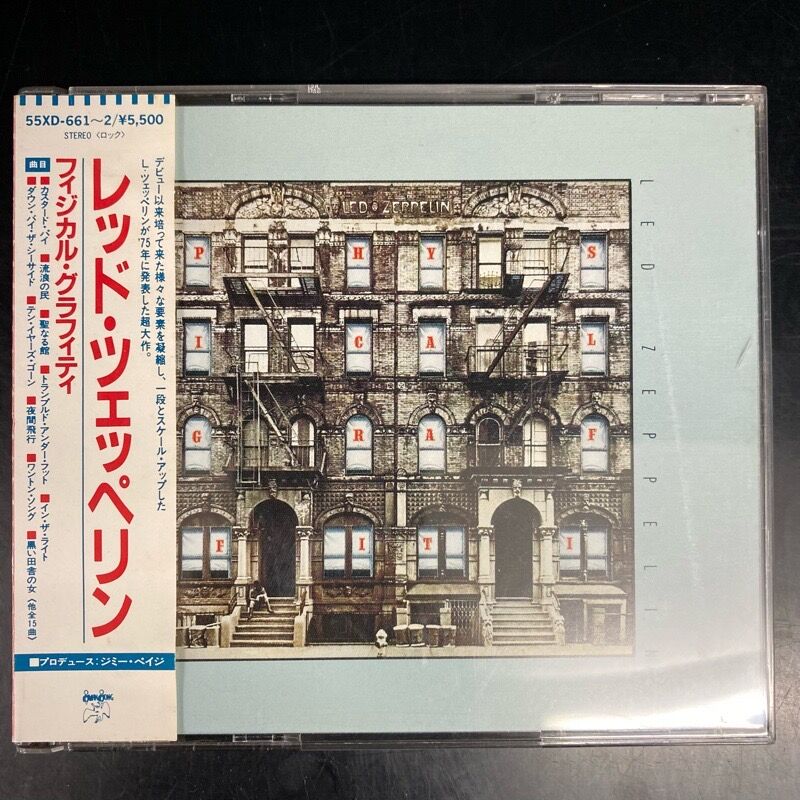 55XD-661～2/¥5,500
STEREO〈ロック〉
デビュー以来培って来た様々な要素を凝縮し、一段とスケール・アップした
L・ツェッペリンが'75年に発表した超大作。
レッド・ツェッペリン
フィジカル・グラフィティ
曲目
■カスタード・パイ ■流浪の民 ■聖なる館 ■トランプルド・アンダー・フット ■イン・ザ・ライト
■ダウン・バイ・ザ・シーサイド ■テン・イヤーズ・ゴーン ■夜間飛行 ■ワントン・ソング ■黒い田舎の女〈他全15曲〉
■プロデュース：ジミー・ペイジ
LED ZEPPELIN
PHYS
ICAL
GRAF
FITI
LED ZEPPELIN